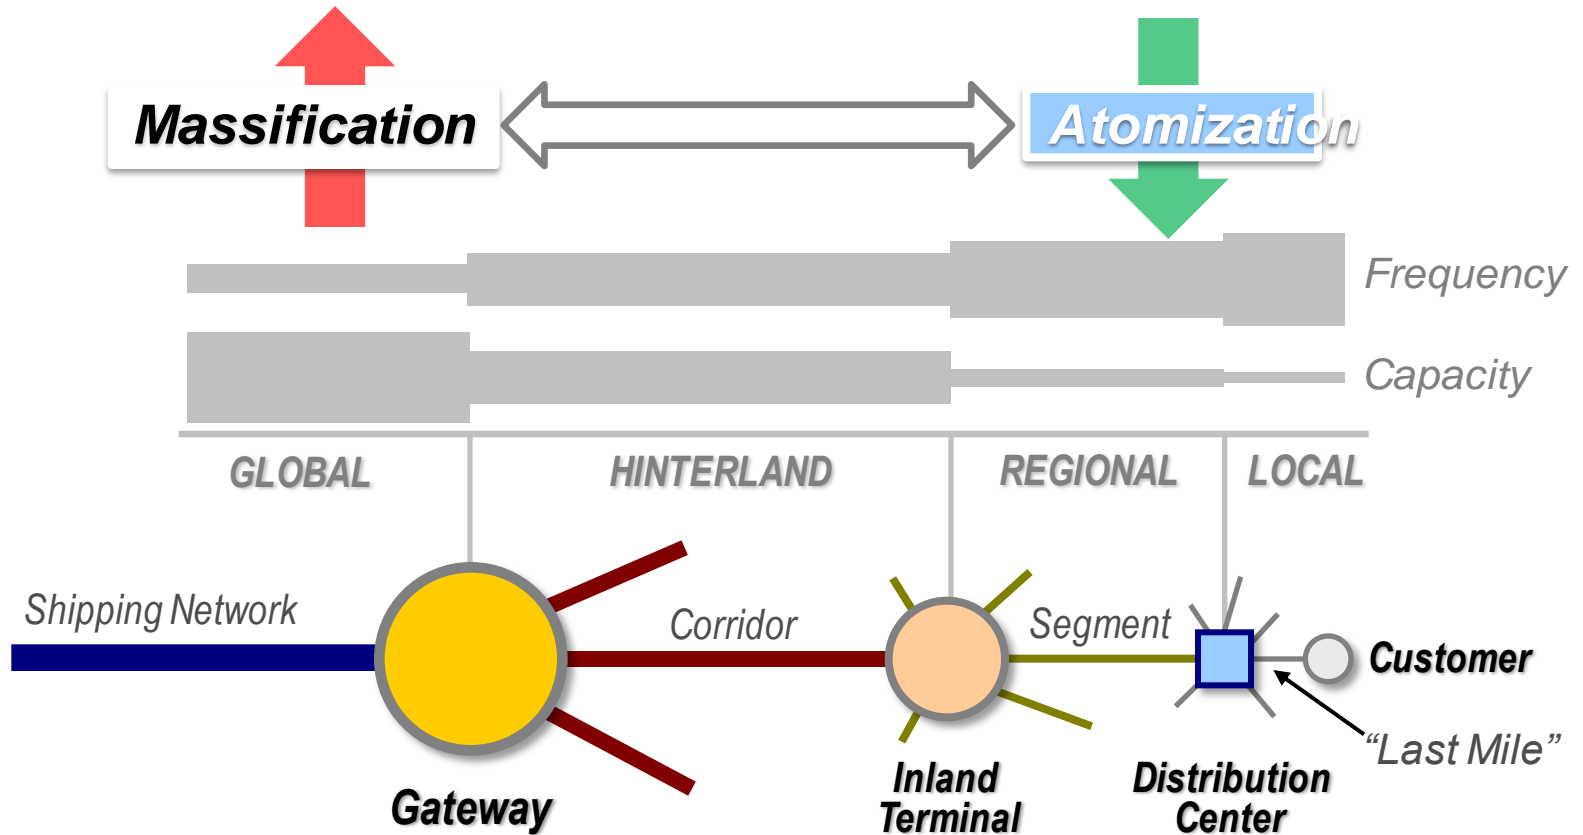 Massification
Atomization
Frequency
Capacity
GLOBAL
HINTERLAND
REGIONAL
LOCAL
Shipping Network
Corridor
Segment
Customer
“Last Mile”
Gateway
Inland
Terminal
Distribution
Center